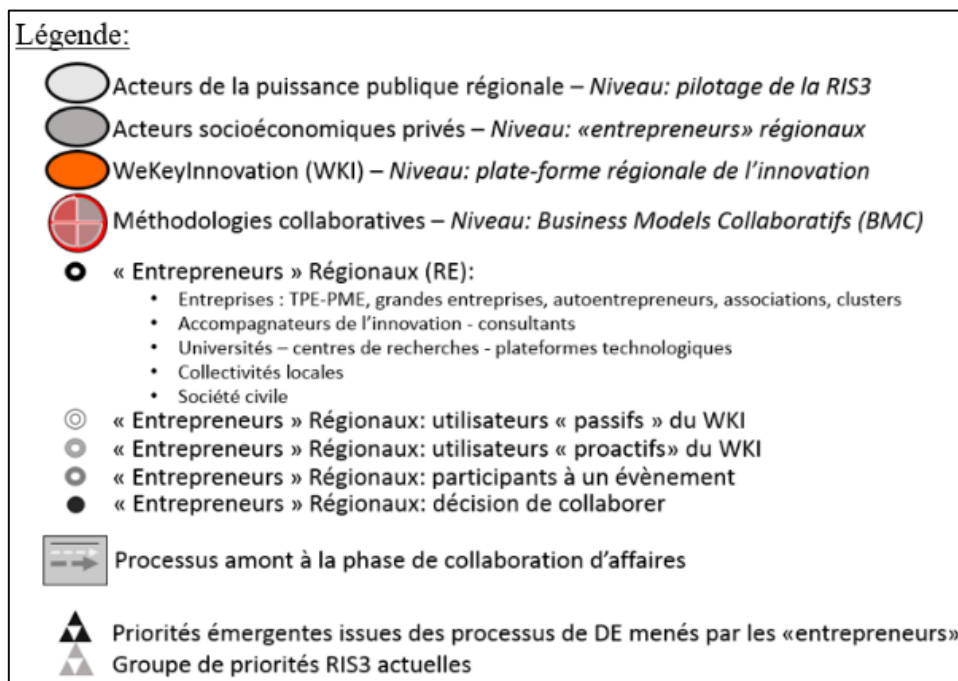 Légende:
Acteurs de la puissance publique régionale – Niveau: pilotage de la RIS3
Acteurs socioéconomiques privés – Niveau: «entrepreneurs» régionaux
WeKeyInnovation (WKI) – Niveau: plate-forme régionale de l'innovation
Méthodologies collaboratives – Niveau: Business Models Collaboratifs (BMC)
« Entrepreneurs » Régionaux (RE):
• Entreprises : TPE-PME, grandes entreprises, autoentrepreneurs, associations, clusters
• Accompagnateurs de l'innovation - consultants
• Universités – centres de recherches - plateformes technologiques
• Collectivités locales
• Société civile
« Entrepreneurs » Régionaux: utilisateurs « passifs » du WKI
« Entrepreneurs » Régionaux: utilisateurs « proactifs» du WKI
« Entrepreneurs » Régionaux: participants à un évènement
« Entrepreneurs » Régionaux: décision de collaborer
Processus amont à la phase de collaboration d'affaires
Priorités émergentes issues des processus de DE menés par les «entrepreneurs»
Groupe de priorités RIS3 actuelles